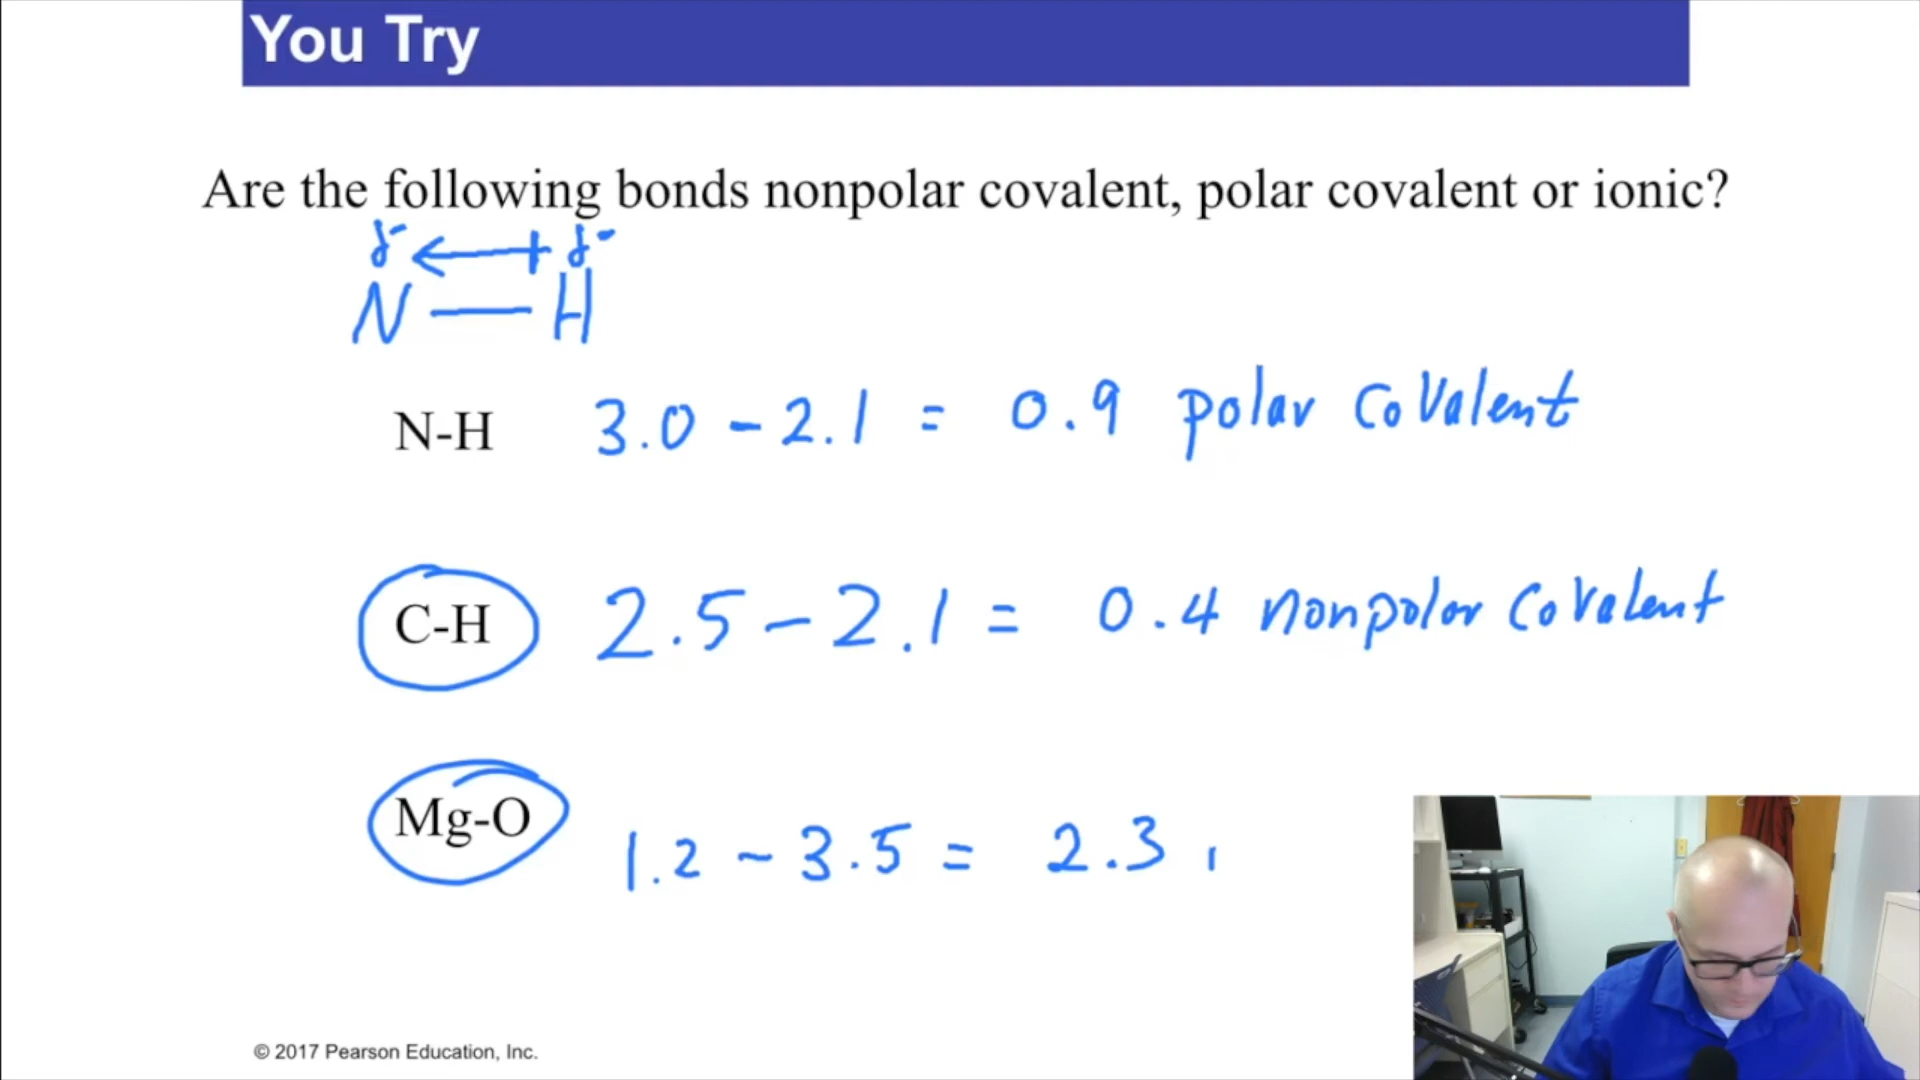 You Try
Are the following bonds nonpolar covalent, polar covalent or ionic?
δ- δ-
N — H
N-H 3.0 - 2.1 = 0.9 polar covalent
C-H 2.5 - 2.1 = 0.4 nonpolar covalent
Mg-O 1.2 - 3.5 = 2.3 ı
© 2017 Pearson Education, Inc.